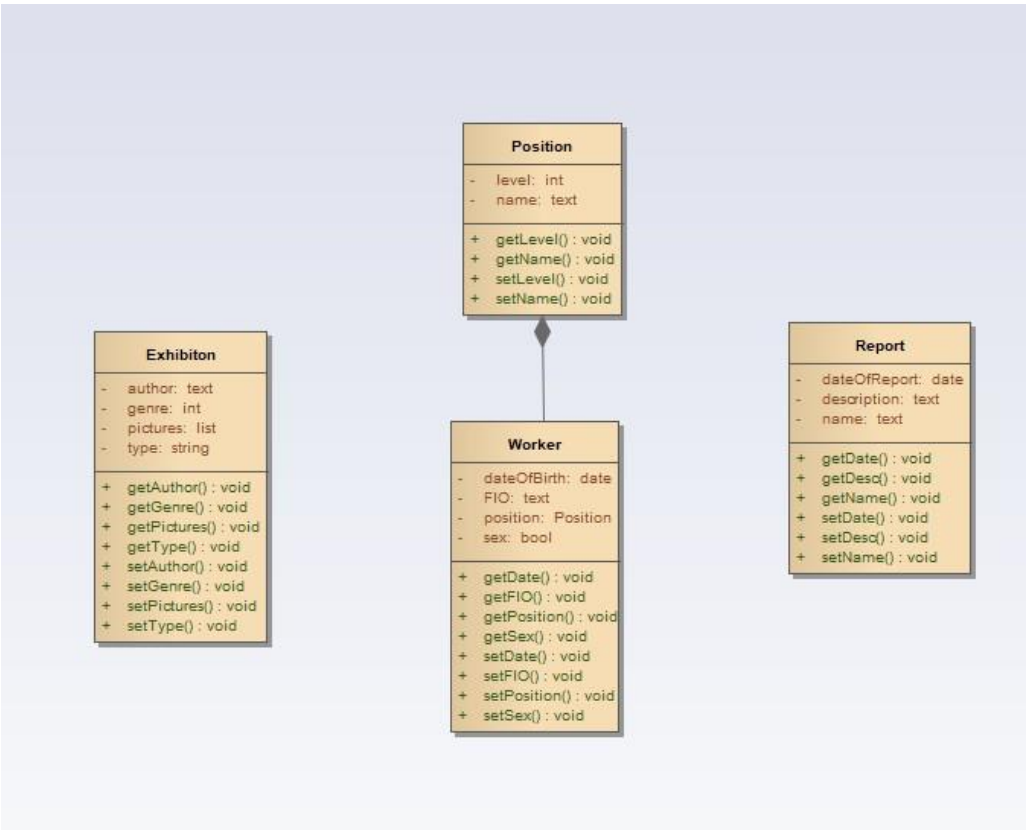 Position
- level: int
- name: text
+ getLevel() : void
+ getName() : void
+ setLevel() : void
+ setName() : void
Exhibiton
- author: text
- genre: int
- pictures: list
- type: string
+ getAuthor() : void
+ getGenre() : void
+ getPictures() : void
+ getType() : void
+ setAuthor() : void
+ setGenre() : void
+ setPictures() : void
+ setType() : void
Worker
- dateOfBirth: date
- FIO: text
- position: Position
- sex: bool
+ getDate() : void
+ getFIO() : void
+ getPosition() : void
+ getSex() : void
+ setDate() : void
+ setFIO() : void
+ setPosition() : void
+ setSex() : void
Report
- dateOfReport: date
- description: text
- name: text
+ getDate() : void
+ getDesc() : void
+ getName() : void
+ setDate() : void
+ setDesc() : void
+ setName() : void